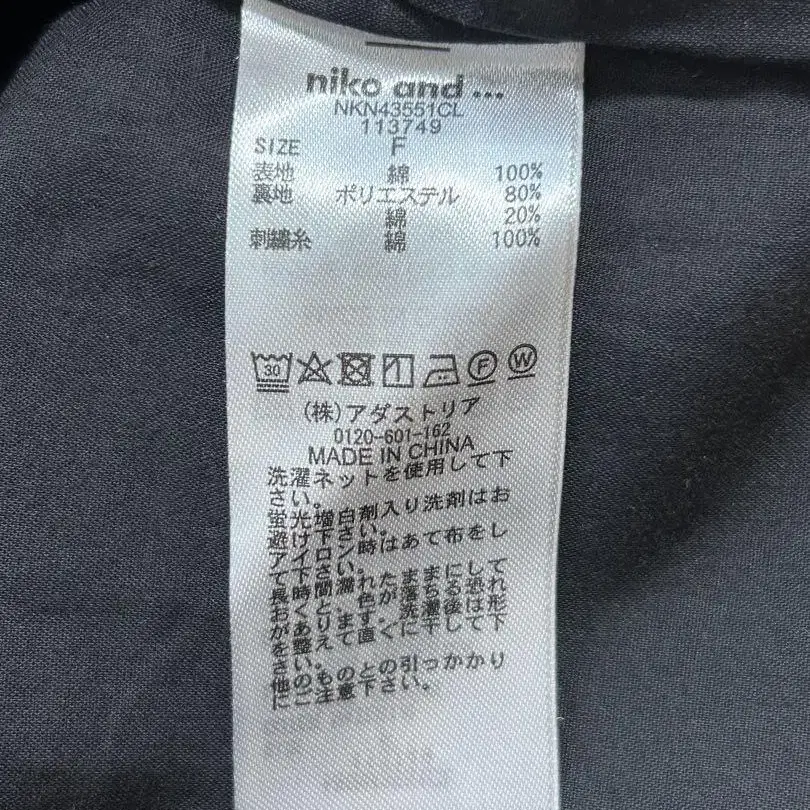 niko and ...
NKN43551CL
113749
SIZE F
表地 綿 100%
裏地 ポリエステル 80%
綿 20%
刺繍糸 綿 100%
30 F W
(株)アダストリア
0120-601-162
MADE IN CHINA
洗濯ネットを使用して下
さい。
蛍光増白剤入り洗剤はお
避け下さい。
アイロン時はあて布をし
て下さい。
長時間濡れたままにして
おくと、色が落ちる恐れ
があります。洗濯後は形
を整えて直ぐに干して下
さい。
他のものとの引っかかり
にご注意下さい。